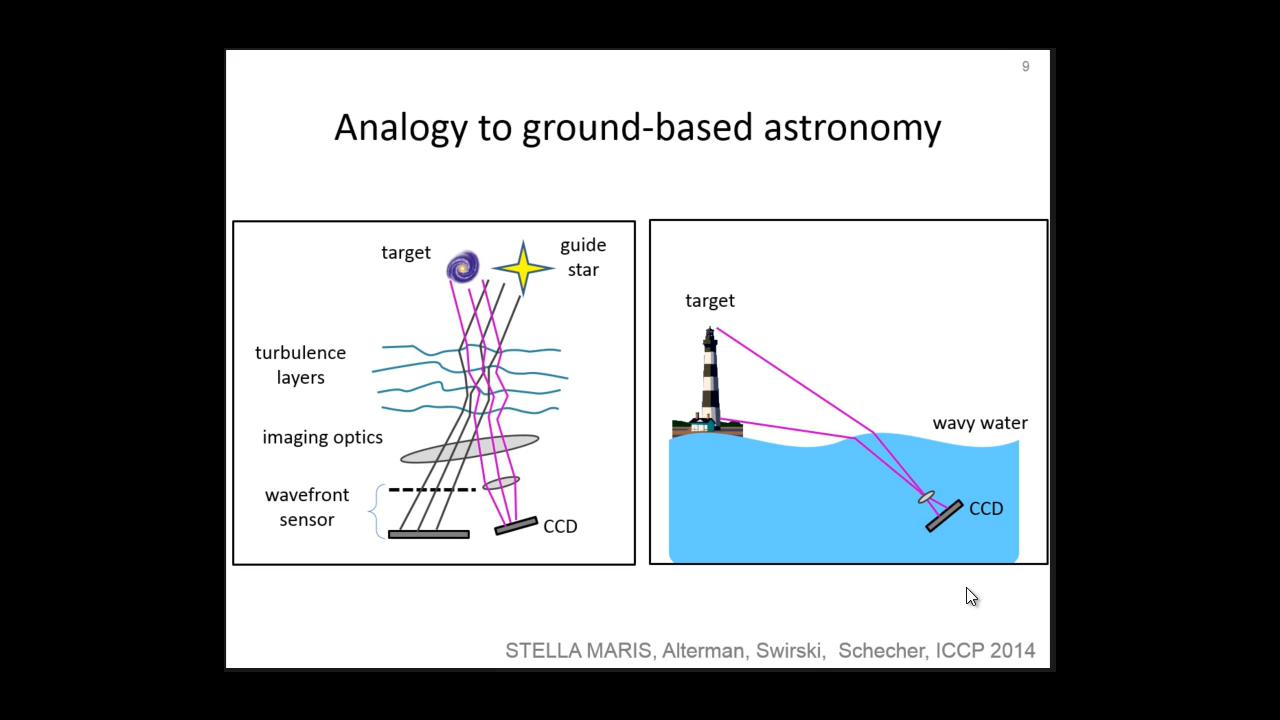 9
Analogy to ground-based astronomy
target
guide
star
turbulence
layers
imaging optics
wavefront
sensor
CCD
target
wavy water
CCD
STELLA MARIS, Alterman, Swirski,  Schecher, ICCP 2014